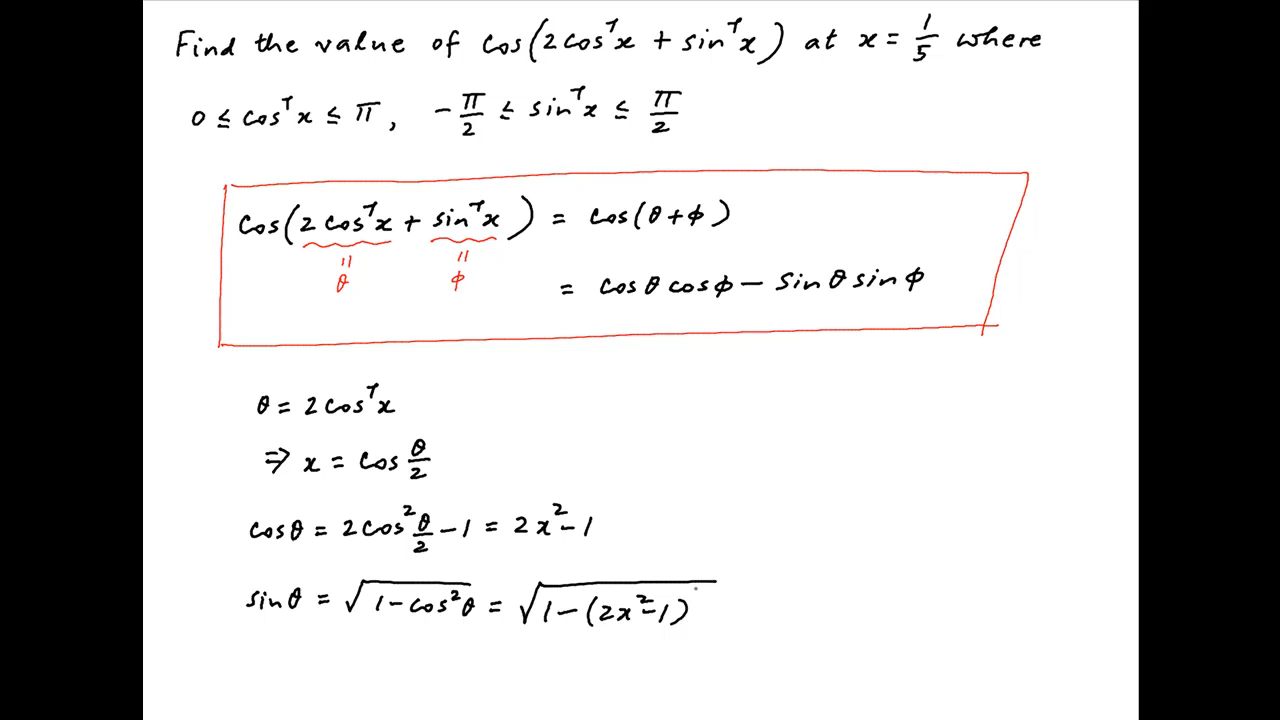 Find the value of cos(2cos⁻¹x + sin⁻¹x) at x = 1/5 where
0 ≤ cos⁻¹x ≤ π, -π/2 ≤ sin⁻¹x ≤ π/2
cos(2cos⁻¹x + sin⁻¹x) = cos(θ+ϕ)
θ ϕ
= cosθ cosϕ - sinθ sinϕ
θ = 2cos⁻¹x
⇒ x = cos θ/2
cosθ = 2cos² θ/2 - 1 = 2x² - 1
sinθ = √(1-cos²θ) = √(1-(2x²-1)